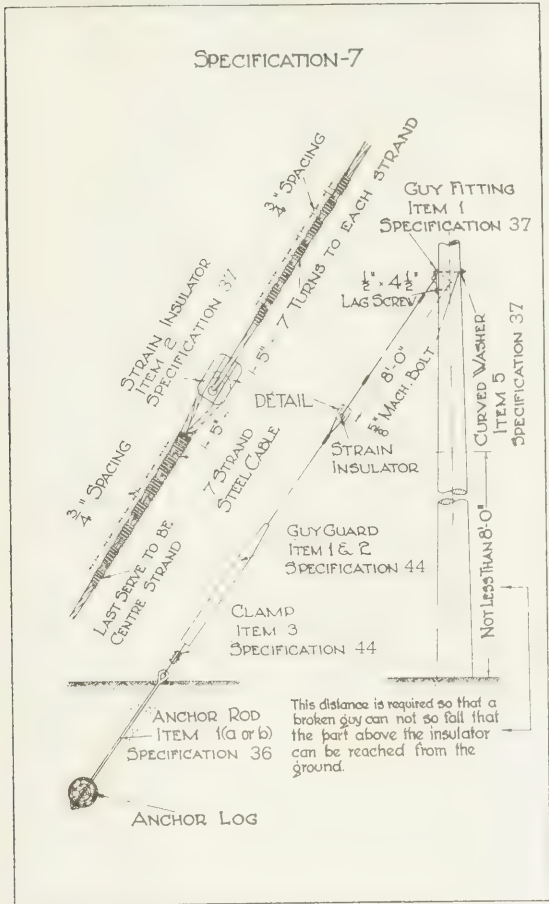 SPECIFICATION-7
3/4" SPACING
7 TURNS TO EACH STRAND
STRAIN INSULATOR
ITEM 2
SPECIFICATION 37
1'-5"
1'-5"
7 STRAND
STEEL CABLE
3/4" SPACING
LAST SERVE TO BE
CENTRE STRAND
GUY FITTING
ITEM 1
SPECIFICATION 37
1/2" × 4 1/2"
LAG SCREW
8'-0"
5/8" MACH. BOLT
CURVED WASHER
ITEM 5
SPECIFICATION 37
DETAIL
STRAIN
INSULATOR
GUY GUARD
ITEM 1 & 2
SPECIFICATION 44
NOT LESS THAN 8'-0"
CLAMP
ITEM 3
SPECIFICATION 44
This distance is required so that a
broken guy can not so fall that
the part above the insulator
can be reached from the
ground.
ANCHOR ROD
ITEM 1(a or b)
SPECIFICATION 36
ANCHOR LOG